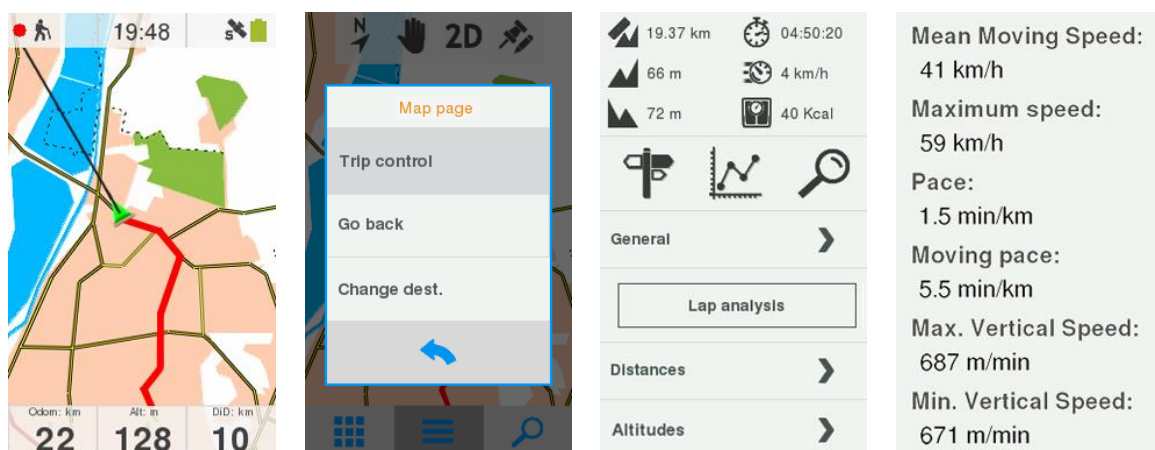 19:48
S
Odom: km
Alt: m
DiD: km
22
128
10
N
2D
Map page
Trip control
Go back
Change dest.
19.37 km
04:50:20
66 m
4 km/h
72 m
40 Kcal
General
Lap analysis
Distances
Altitudes
Mean Moving Speed:
41 km/h
Maximum speed:
59 km/h
Pace:
1.5 min/km
Moving pace:
5.5 min/km
Max. Vertical Speed:
687 m/min
Min. Vertical Speed:
671 m/min